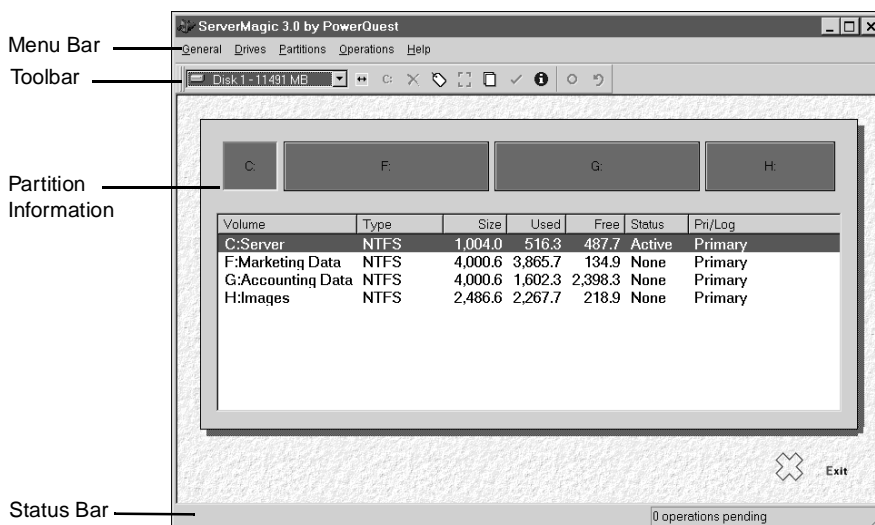 ServerMagic 3.0 by PowerQuest
Menu Bar
General Drives Partitions Operations Help
Toolbar
Disk 1 - 11491 MB C:
C: F: G: H:
Partition
Information
Volume Type Size Used Free Status Pri/Log
C:Server NTFS 1,004.0 516.3 487.7 Active Primary
F:Marketing Data NTFS 4,000.6 3,865.7 134.9 None Primary
G:Accounting Data NTFS 4,000.6 1,602.3 2,398.3 None Primary
H:Images NTFS 2,486.6 2,267.7 218.9 None Primary
Exit
Status Bar
0 operations pending